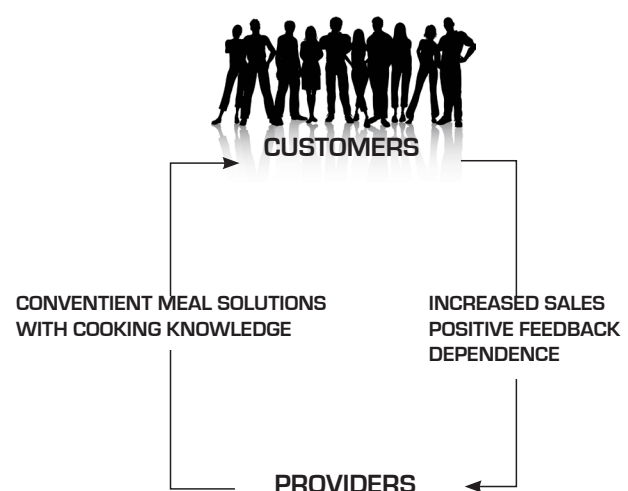 CUSTOMERS
CONVENTIENT MEAL SOLUTIONS
WITH COOKING KNOWLEDGE
INCREASED SALES
POSITIVE FEEDBACK
DEPENDENCE
PROVIDERS